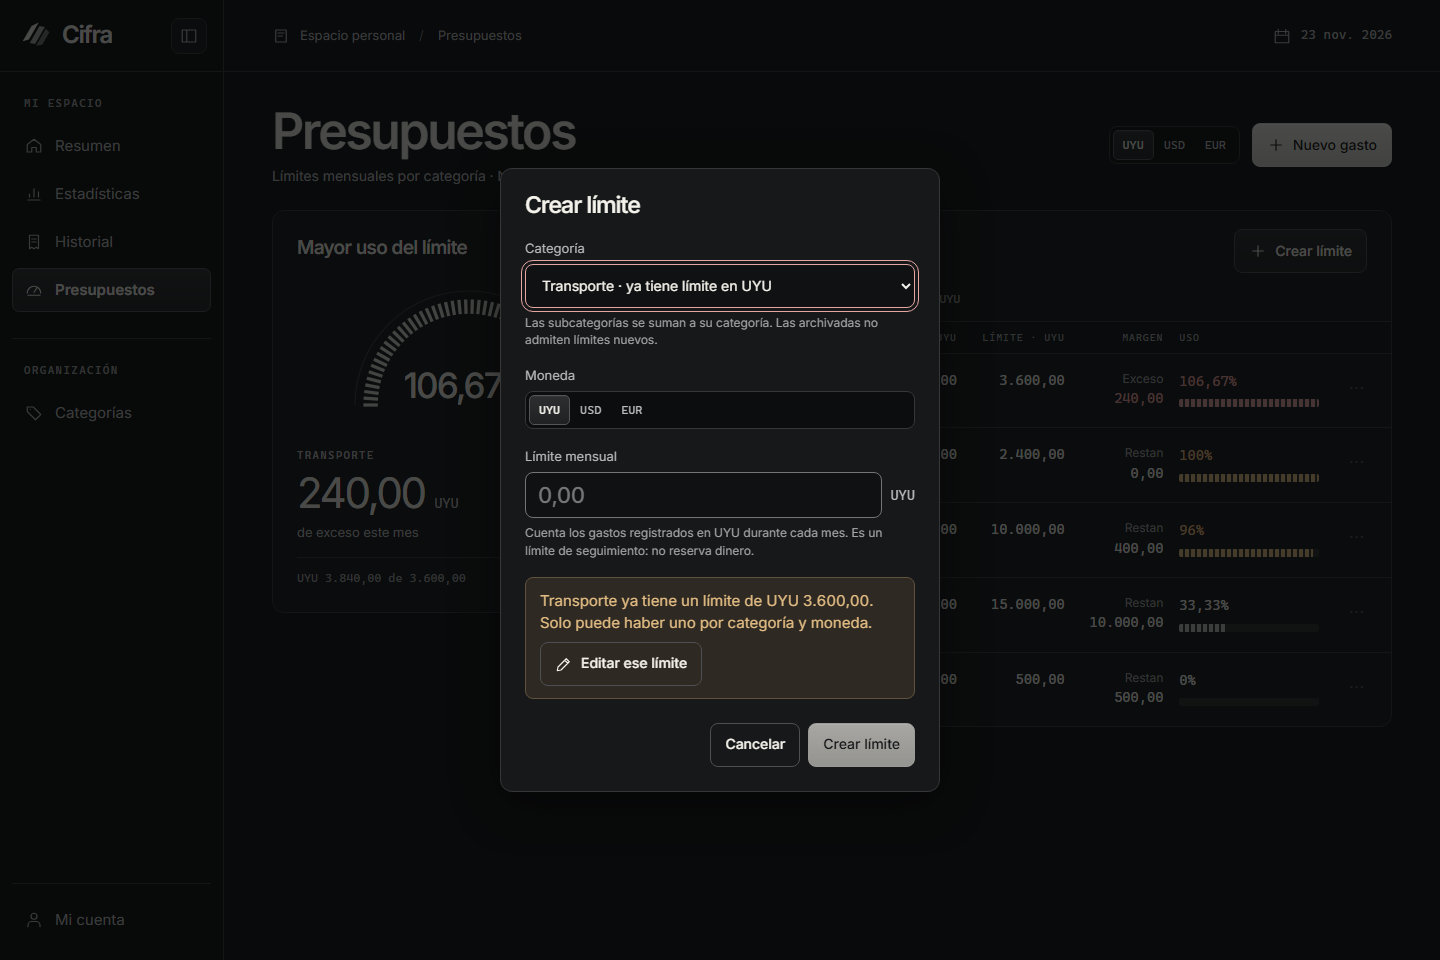 Cifra
Espacio personal / Presupuestos
23 nov. 2026
MI ESPACIO
Resumen
Estadísticas
Historial
Presupuestos
ORGANIZACIÓN
Categorías
Mi cuenta
Presupuestos
Límites mensuales por categoría ·
UYU USD EUR
+ Nuevo gasto
Mayor uso del límite
106,67
TRANSPORTE
240,00 UYU
de exceso este mes
UYU 3.840,00 de 3.600,00
+ Crear límite
UYU
LÍMITE · UYU MARGEN USO
00 3.600,00 Exceso 240,00 106,67% ...
00 2.400,00 Restan 0,00 100% ...
00 10.000,00 Restan 400,00 96% ...
00 15.000,00 Restan 10.000,00 33,33% ...
00 500,00 Restan 500,00 0% ...
Crear límite
Categoría
Transporte · ya tiene límite en UYU
Las subcategorías se suman a su categoría. Las archivadas no
admiten límites nuevos.
Moneda
UYU USD EUR
Límite mensual
0,00 UYU
Cuenta los gastos registrados en UYU durante cada mes. Es un
límite de seguimiento: no reserva dinero.
Transporte ya tiene un límite de UYU 3.600,00.
Solo puede haber uno por categoría y moneda.
Editar ese límite
Cancelar
Crear límite